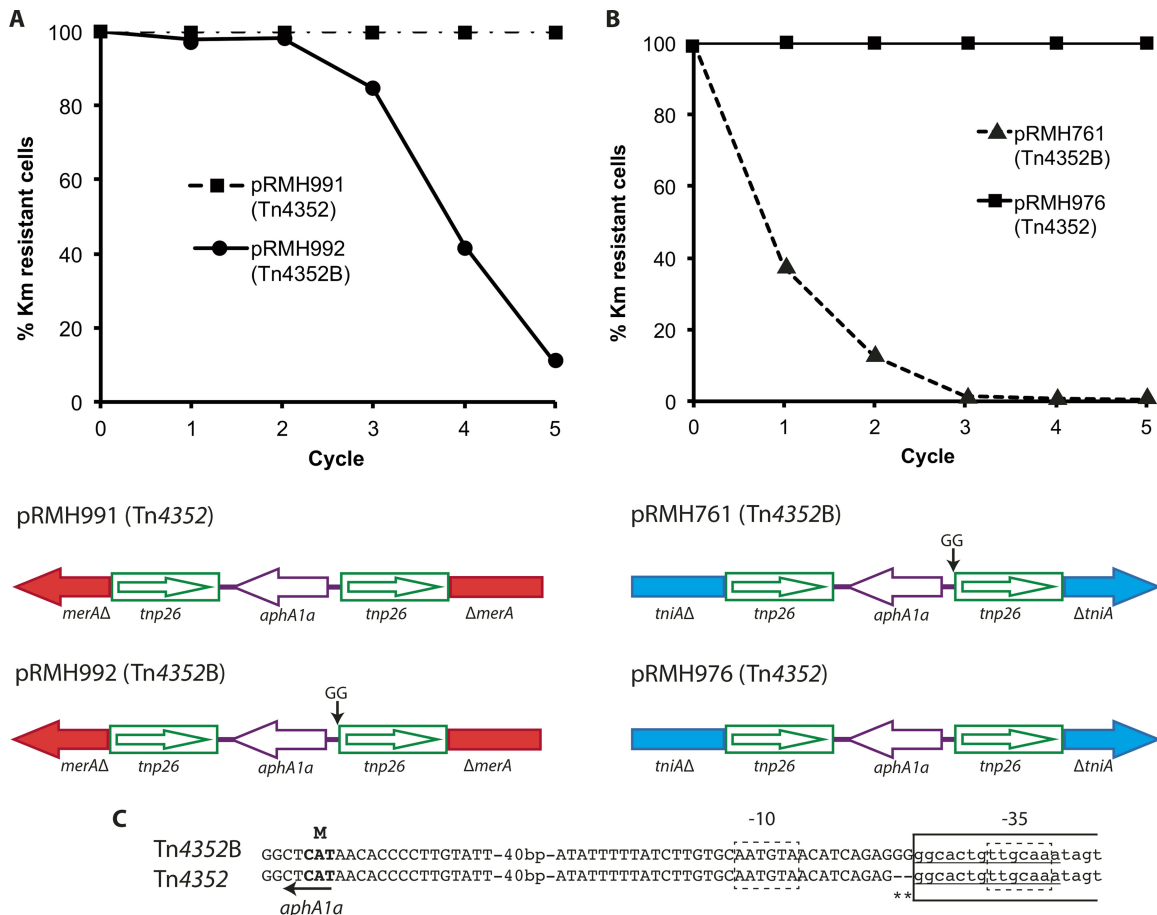 A
100
80
60
40
20
0
% Km resistant cells
0 1 2 3 4 5
Cycle
pRMH991
(Tn4352)
pRMH992
(Tn4352B)
B
100
80
60
40
20
0
% Km resistant cells
0 1 2 3 4 5
Cycle
pRMH761
(Tn4352B)
pRMH976
(Tn4352)
pRMH991 (Tn4352)
merAΔ tnp26 aphA1a tnp26 ΔmerA
pRMH992 (Tn4352B)
GG
merAΔ tnp26 aphA1a tnp26 ΔmerA
pRMH761 (Tn4352B)
GG
tniAΔ tnp26 aphA1a tnp26 ΔtniA
pRMH976 (Tn4352)
tniAΔ tnp26 aphA1a tnp26 ΔtniA
C
M -10 -35
Tn4352B GGCTCATAACACCCCTTGTATT-40bp-ATATTTTTATCTTGTGCAATGTAACATCAGAGGGggcactgttgcaaatagt
Tn4352 GGCTCATAACACCCCTTGTATT-40bp-ATATTTTTATCTTGTGCAATGTAACATCAGAG--ggcactgttgcaaatagt
**
aphA1a